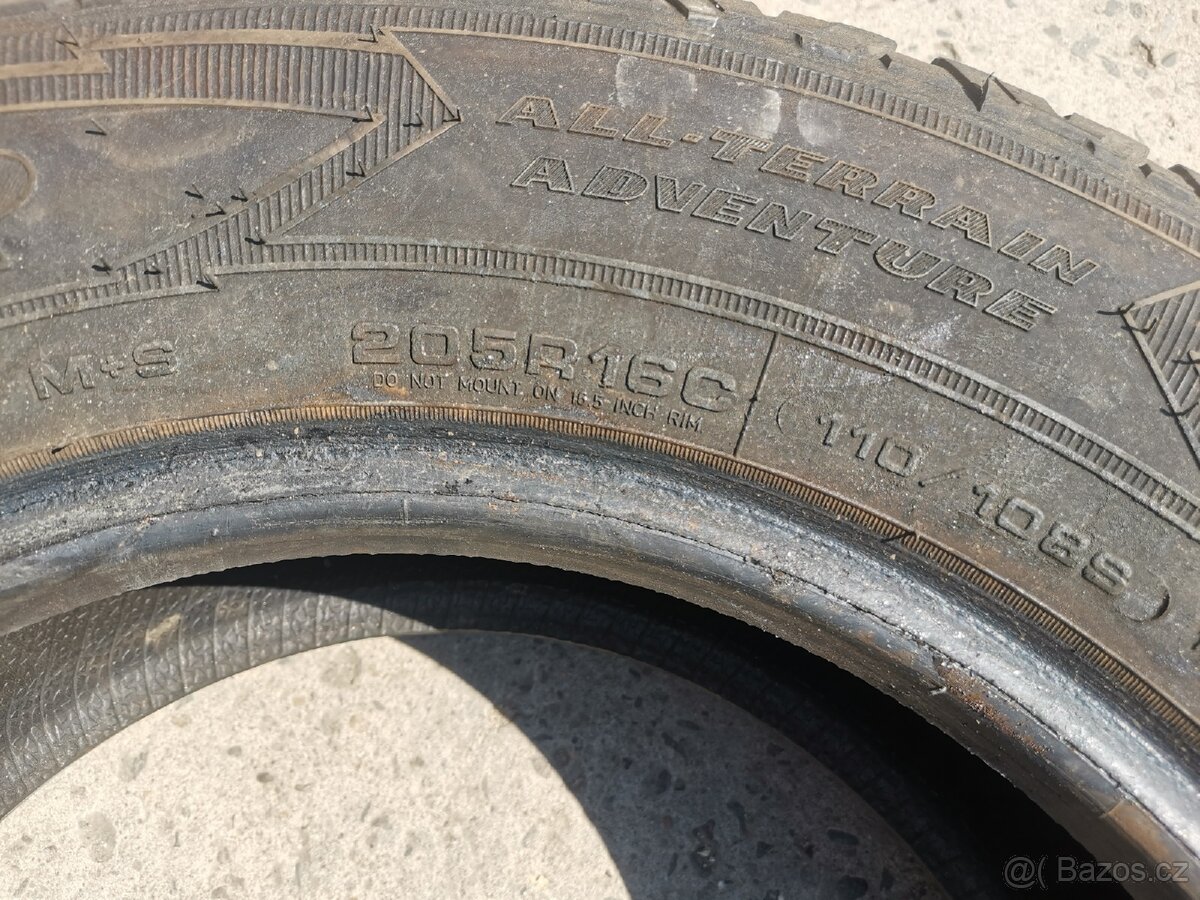 ALL-TERRAIN
ADVENTURE
M+S
205R16C
(110/108S)
DO NOT MOUNT ON 16.5-INCH RIM
@( Bazos.cz